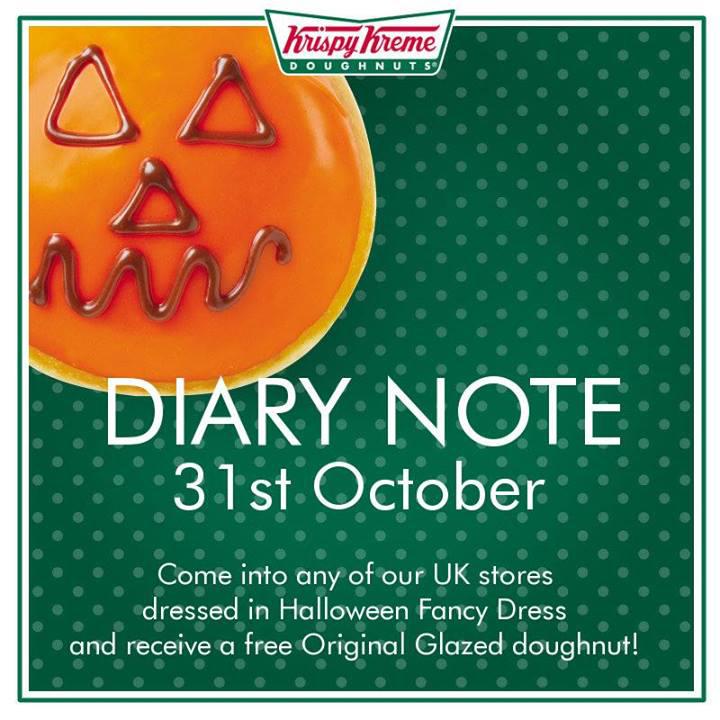 Krispy Kreme
DOUGHNUTS®
DIARY NOTE
31st October
Come into any of our UK stores
dressed in Halloween Fancy Dress
and receive a free Original Glazed doughnut!